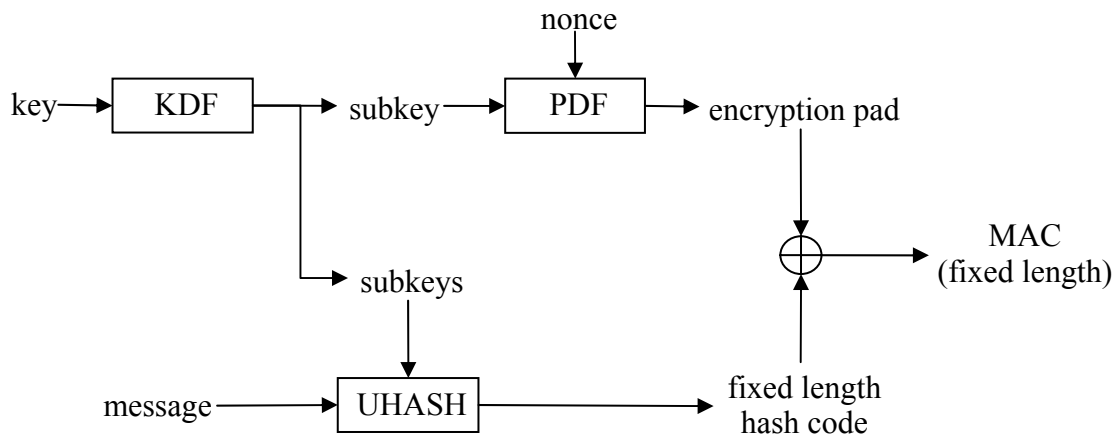 nonce
key
KDF
subkey
PDF
encryption pad
MAC
(fixed length)
subkeys
message
UHASH
fixed length
hash code